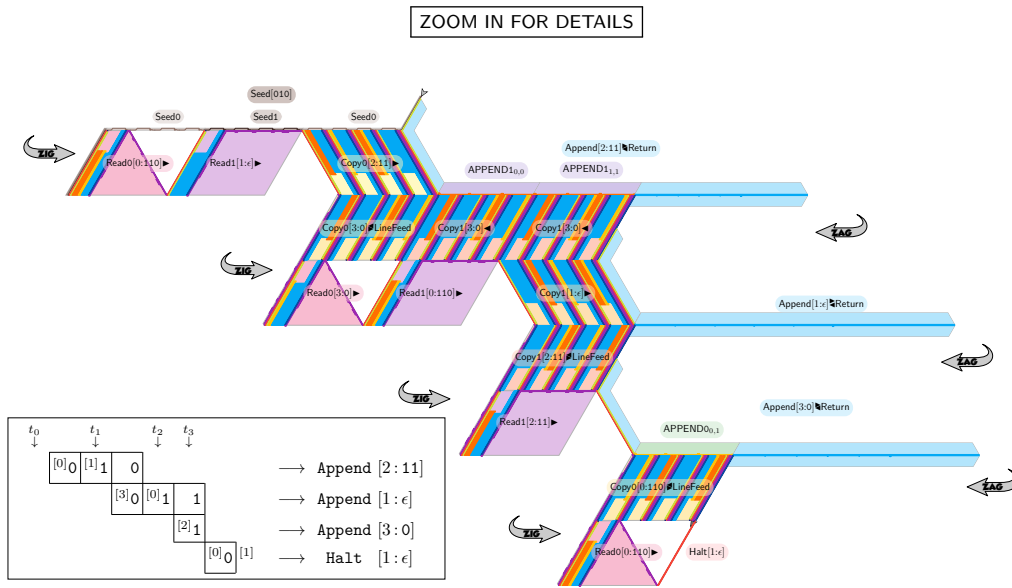 ZOOM IN FOR DETAILS
Seed[010]
Seed0 Seed1 Seed0
ZIG
Read0[0:110]▶ Read1[1:ϵ]▶ Copy0[2:11]▶
Append[2:11] Return
APPEND1₀,₀ APPEND1₁,₁
Copy0[3:0] LineFeed Copy1[3:0]◀ Copy1[3:0]◀
ZAG
ZIG
Read0[3:0]▶ Read1[0:110]▶ Copy1[1:ϵ]▶
Append[1:ϵ] Return
Copy1[2:11] LineFeed
ZAG
ZIG
Read1[2:11]▶
Append[3:0] Return
APPEND0₀,₁
Copy0[0:110] LineFeed
ZAG
ZIG
Read0[0:110]▶ Halt[1:ϵ]
t₀ t₁ t₂ t₃
↓ ↓ ↓ ↓
[0]0 [1]1 0 → Append [2:11]
[3]0 [0]1 1 → Append [1:ϵ]
[2]1 → Append [3:0]
[0]0 [1] → Halt [1:ϵ]